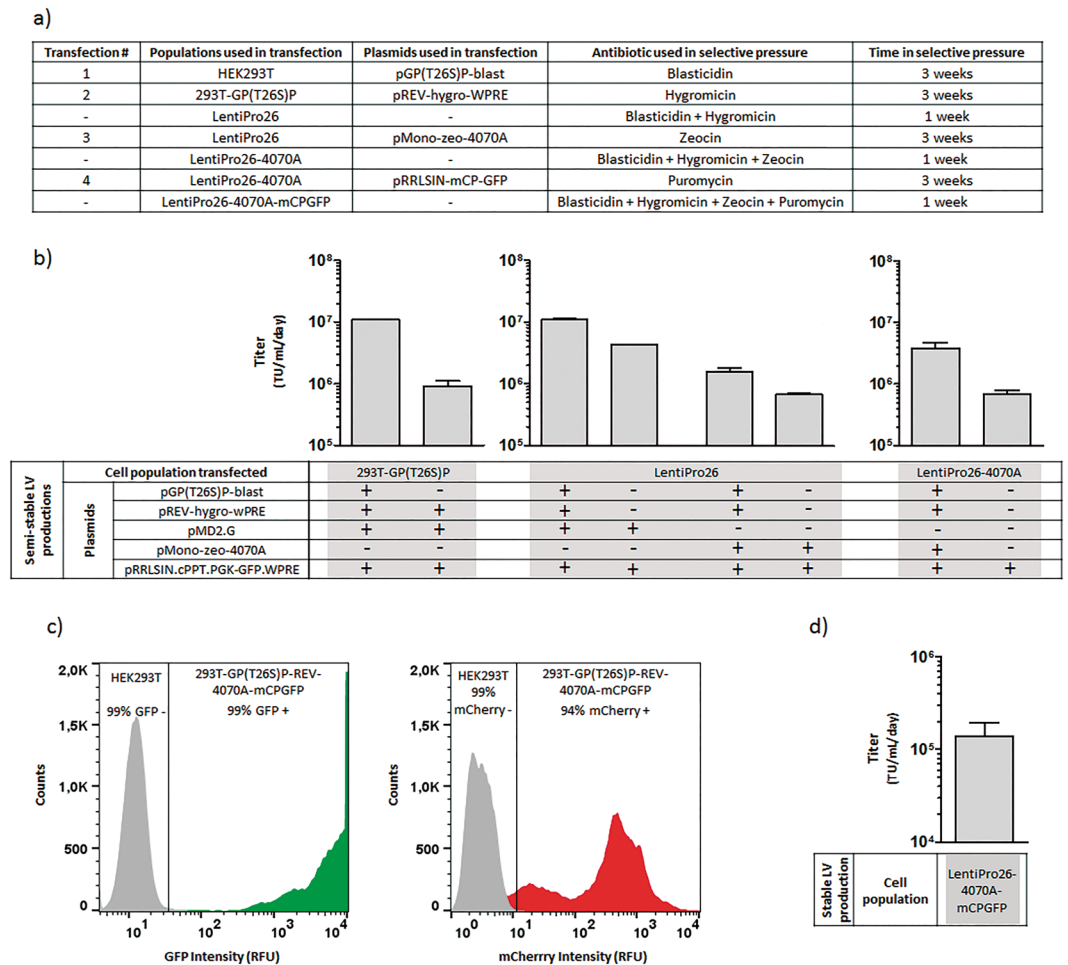 a)
Transfection # Populations used in transfection Plasmids used in transfection Antibiotic used in selective pressure Time in selective pressure
1 HEK293T pGP(T26S)P-blast Blasticidin 3 weeks
2 293T-GP(T26S)P pREV-hygro-WPRE Hygromicin 3 weeks
- LentiPro26 - Blasticidin + Hygromicin 1 week
3 LentiPro26 pMono-zeo-4070A Zeocin 3 weeks
- LentiPro26-4070A - Blasticidin + Hygromicin + Zeocin 1 week
4 LentiPro26-4070A pRRLSIN-mCP-GFP Puromycin 3 weeks
- LentiPro26-4070A-mCPGFP - Blasticidin + Hygromicin + Zeocin + Puromycin 1 week
b)
Titer
(TU/mL/day)
10⁸ 10⁸ 10⁸
10⁷ 10⁷ 10⁷
10⁶ 10⁶ 10⁶
10⁵ 10⁵ 10⁵
Semi-stable LV
productions
Plasmids
Cell population transfected 293T-GP(T26S)P LentiPro26 LentiPro26-4070A
pGP(T26S)P-blast + - + - + - + -
pREV-hygro-wPRE + + + - + - + -
pMD2.G + + + + - - - -
pMono-zeo-4070A - - - - + + + -
pRRLSIN.cPPT.PGK-GFP.WPRE + + + + + + + +
c)
Counts
2,0K
1,5K
1,0K
500
0
HEK293T
99% GFP -
293T-GP(T26S)P-REV-
4070A-mCPGFP
99% GFP +
10¹ 10² 10³ 10⁴
GFP Intensity (RFU)
Counts
2,0K
1,5K
1,0K
500
0
HEK293T
99%
mCherry -
293T-GP(T26S)P-REV-
4070A-mCPGFP
94% mCherry +
10⁰ 10¹ 10² 10³ 10⁴
mCherrry Intensity (RFU)
d)
Titer
(TU/mL/day)
10⁶
10⁵
10⁴
Stable LV
production
Cell
population
LentiPro26-
4070A-
mCPGFP